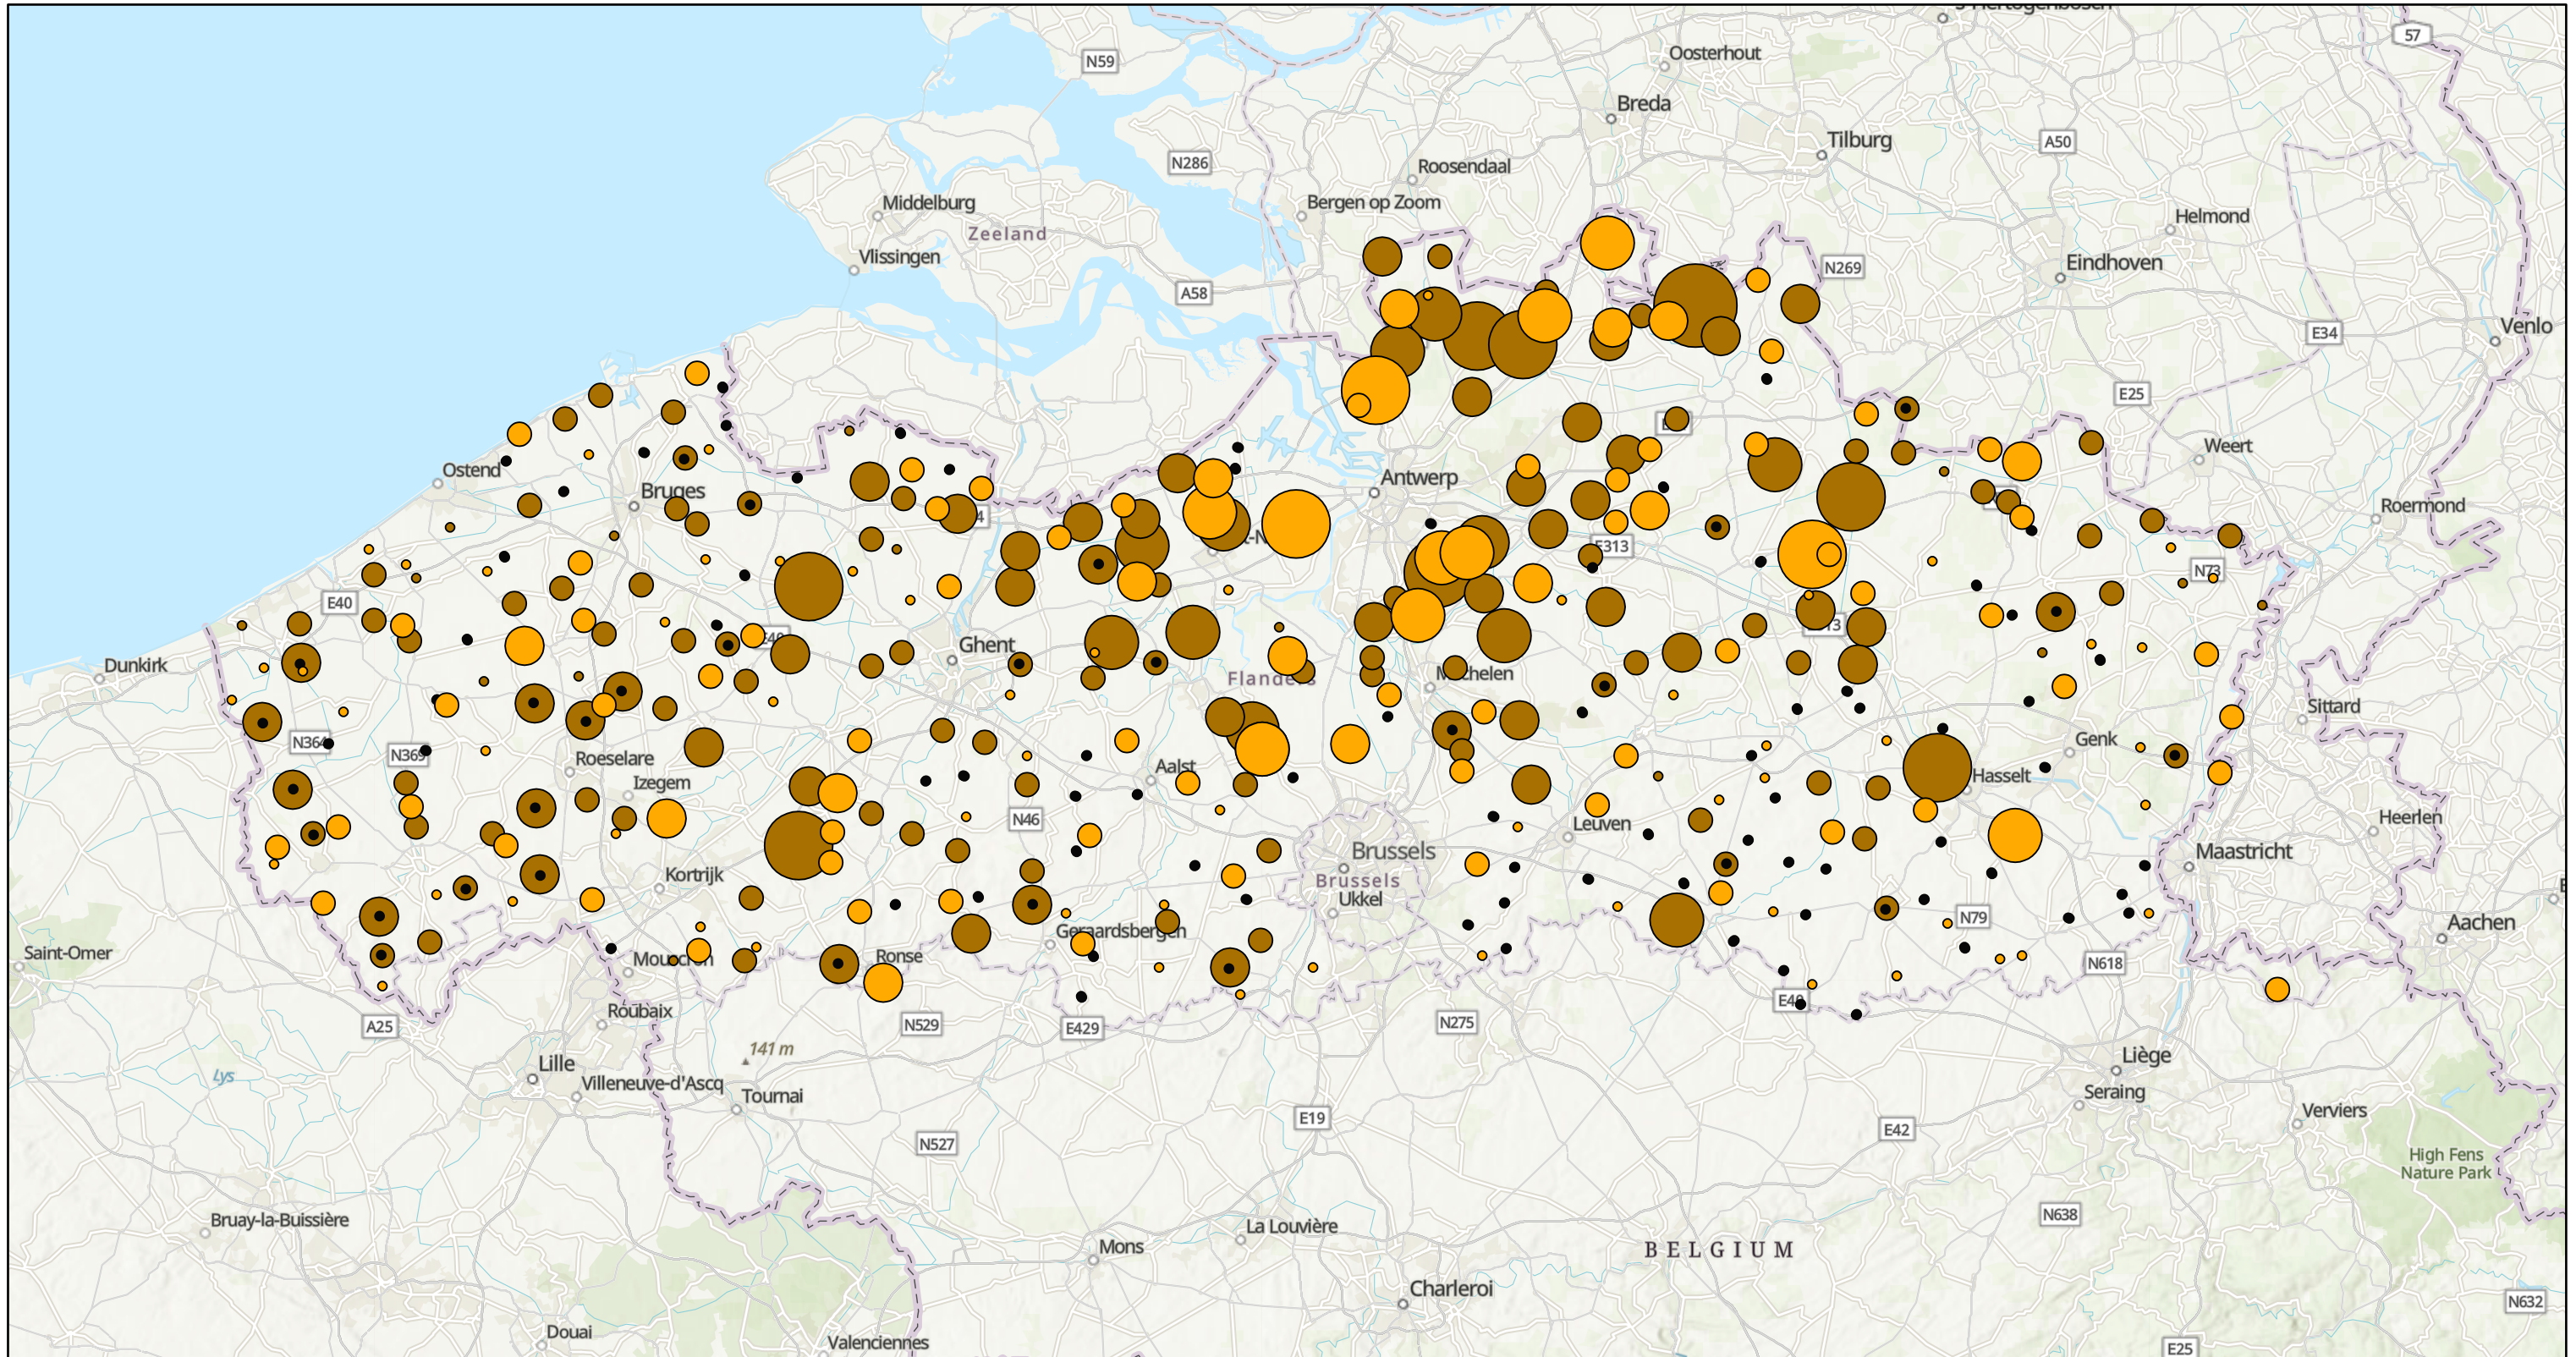 's-Hertogenbosch
57
Oosterhout
N59
Breda
Tilburg
A50
N286
Roosendaal
Middelburg
Bergen op Zoom
Helmond
Zeeland
Vlissingen
Eindhoven
N269
A58
Venlo
E34
E25
Weert
Ostend
Antwerp
Bruges
Roermond
E313
N73
E40
Ghent
Dunkirk
Mechelen
Flanders
Sittard
N364
N369
Genk
Roeselare
Aalst
Hasselt
Izegem
N46
Leuven
Heerlen
Brussels
Maastricht
Kortrijk
Brussels
Ukkel
N79
Aachen
Geraardsbergen
Saint-Omer
Mouscron
Ronse
N618
E40
Roubaix
A25
N529
E429
N275
141 m
Lille
Liège
Lys
Villeneuve-d'Ascq
Seraing
Tournai
Verviers
E19
E42
N527
High Fens
Nature Park
N638
Bruay-la-Buissière
La Louvière
Mons
BELGIUM
Charleroi
N632
Douai
Valenciennes
E25